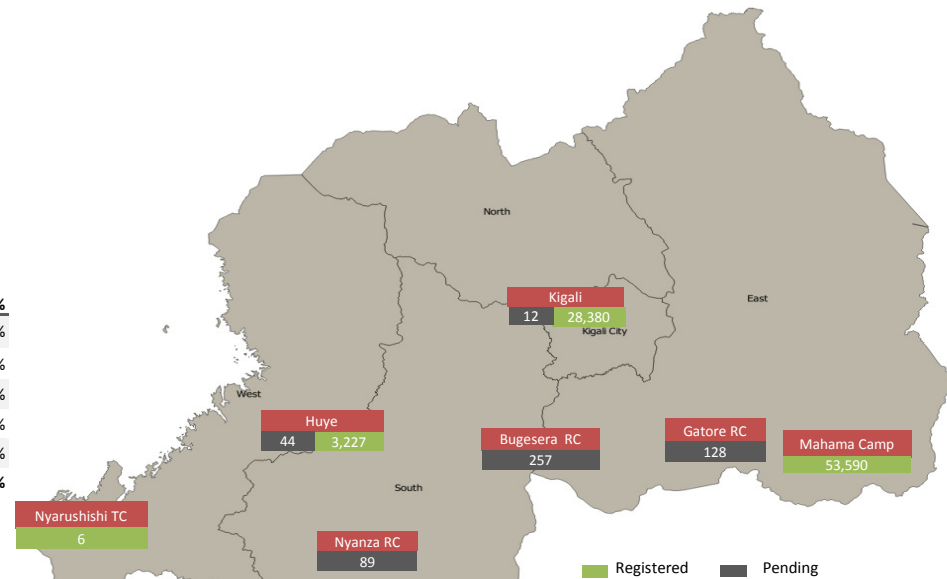 North
East
Kigali
12 28,380
Kigali City
%
%
%
%
%
%
%
West
Huye
44 3,227
Bugesera RC
257
Gatore RC
128
Mahama Camp
53,590
South
Nyarushishi TC
6
Nyanza RC
89
Registered Pending